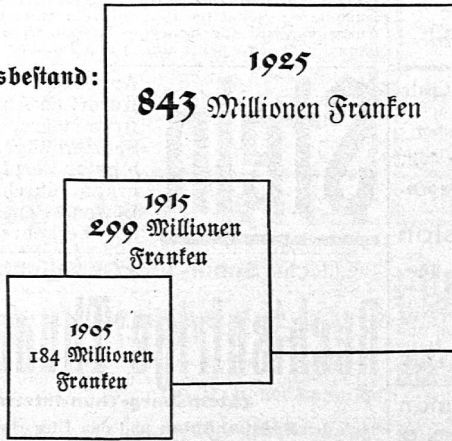 sbestand:
1925
843 Millionen Franken
1915
299 Millionen
Franken
1905
184 Millionen
Franken